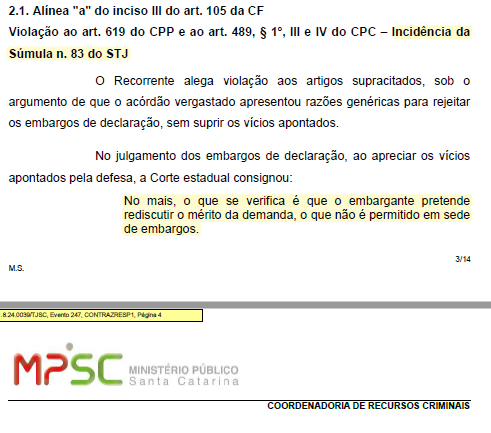 2.1. Alínea "a" do inciso III do art. 105 da CF
Violação ao art. 619 do CPP e ao art. 489, § 1°, III e IV do CPC – Incidência da
Súmula n. 83 do STJ
O Recorrente alega violação aos artigos supracitados, sob o
argumento de que o acórdão vergastado apresentou razões genéricas para rejeitar
os embargos de declaração, sem suprir os vícios apontados.
No julgamento dos embargos de declaração, ao apreciar os vícios
apontados pela defesa, a Corte estadual consignou:
No mais, o que se verifica é que o embargante pretende
rediscutir o mérito da demanda, o que não é permitido em sede
de embargos.
3/14
M.S.
.8.24.0039/TJSC, Evento 247, CONTRAZRESP1, Página 4
MPSC MINISTÉRIO PÚBLICO
Santa Catarina
COORDENADORIA DE RECURSOS CRIMINAIS